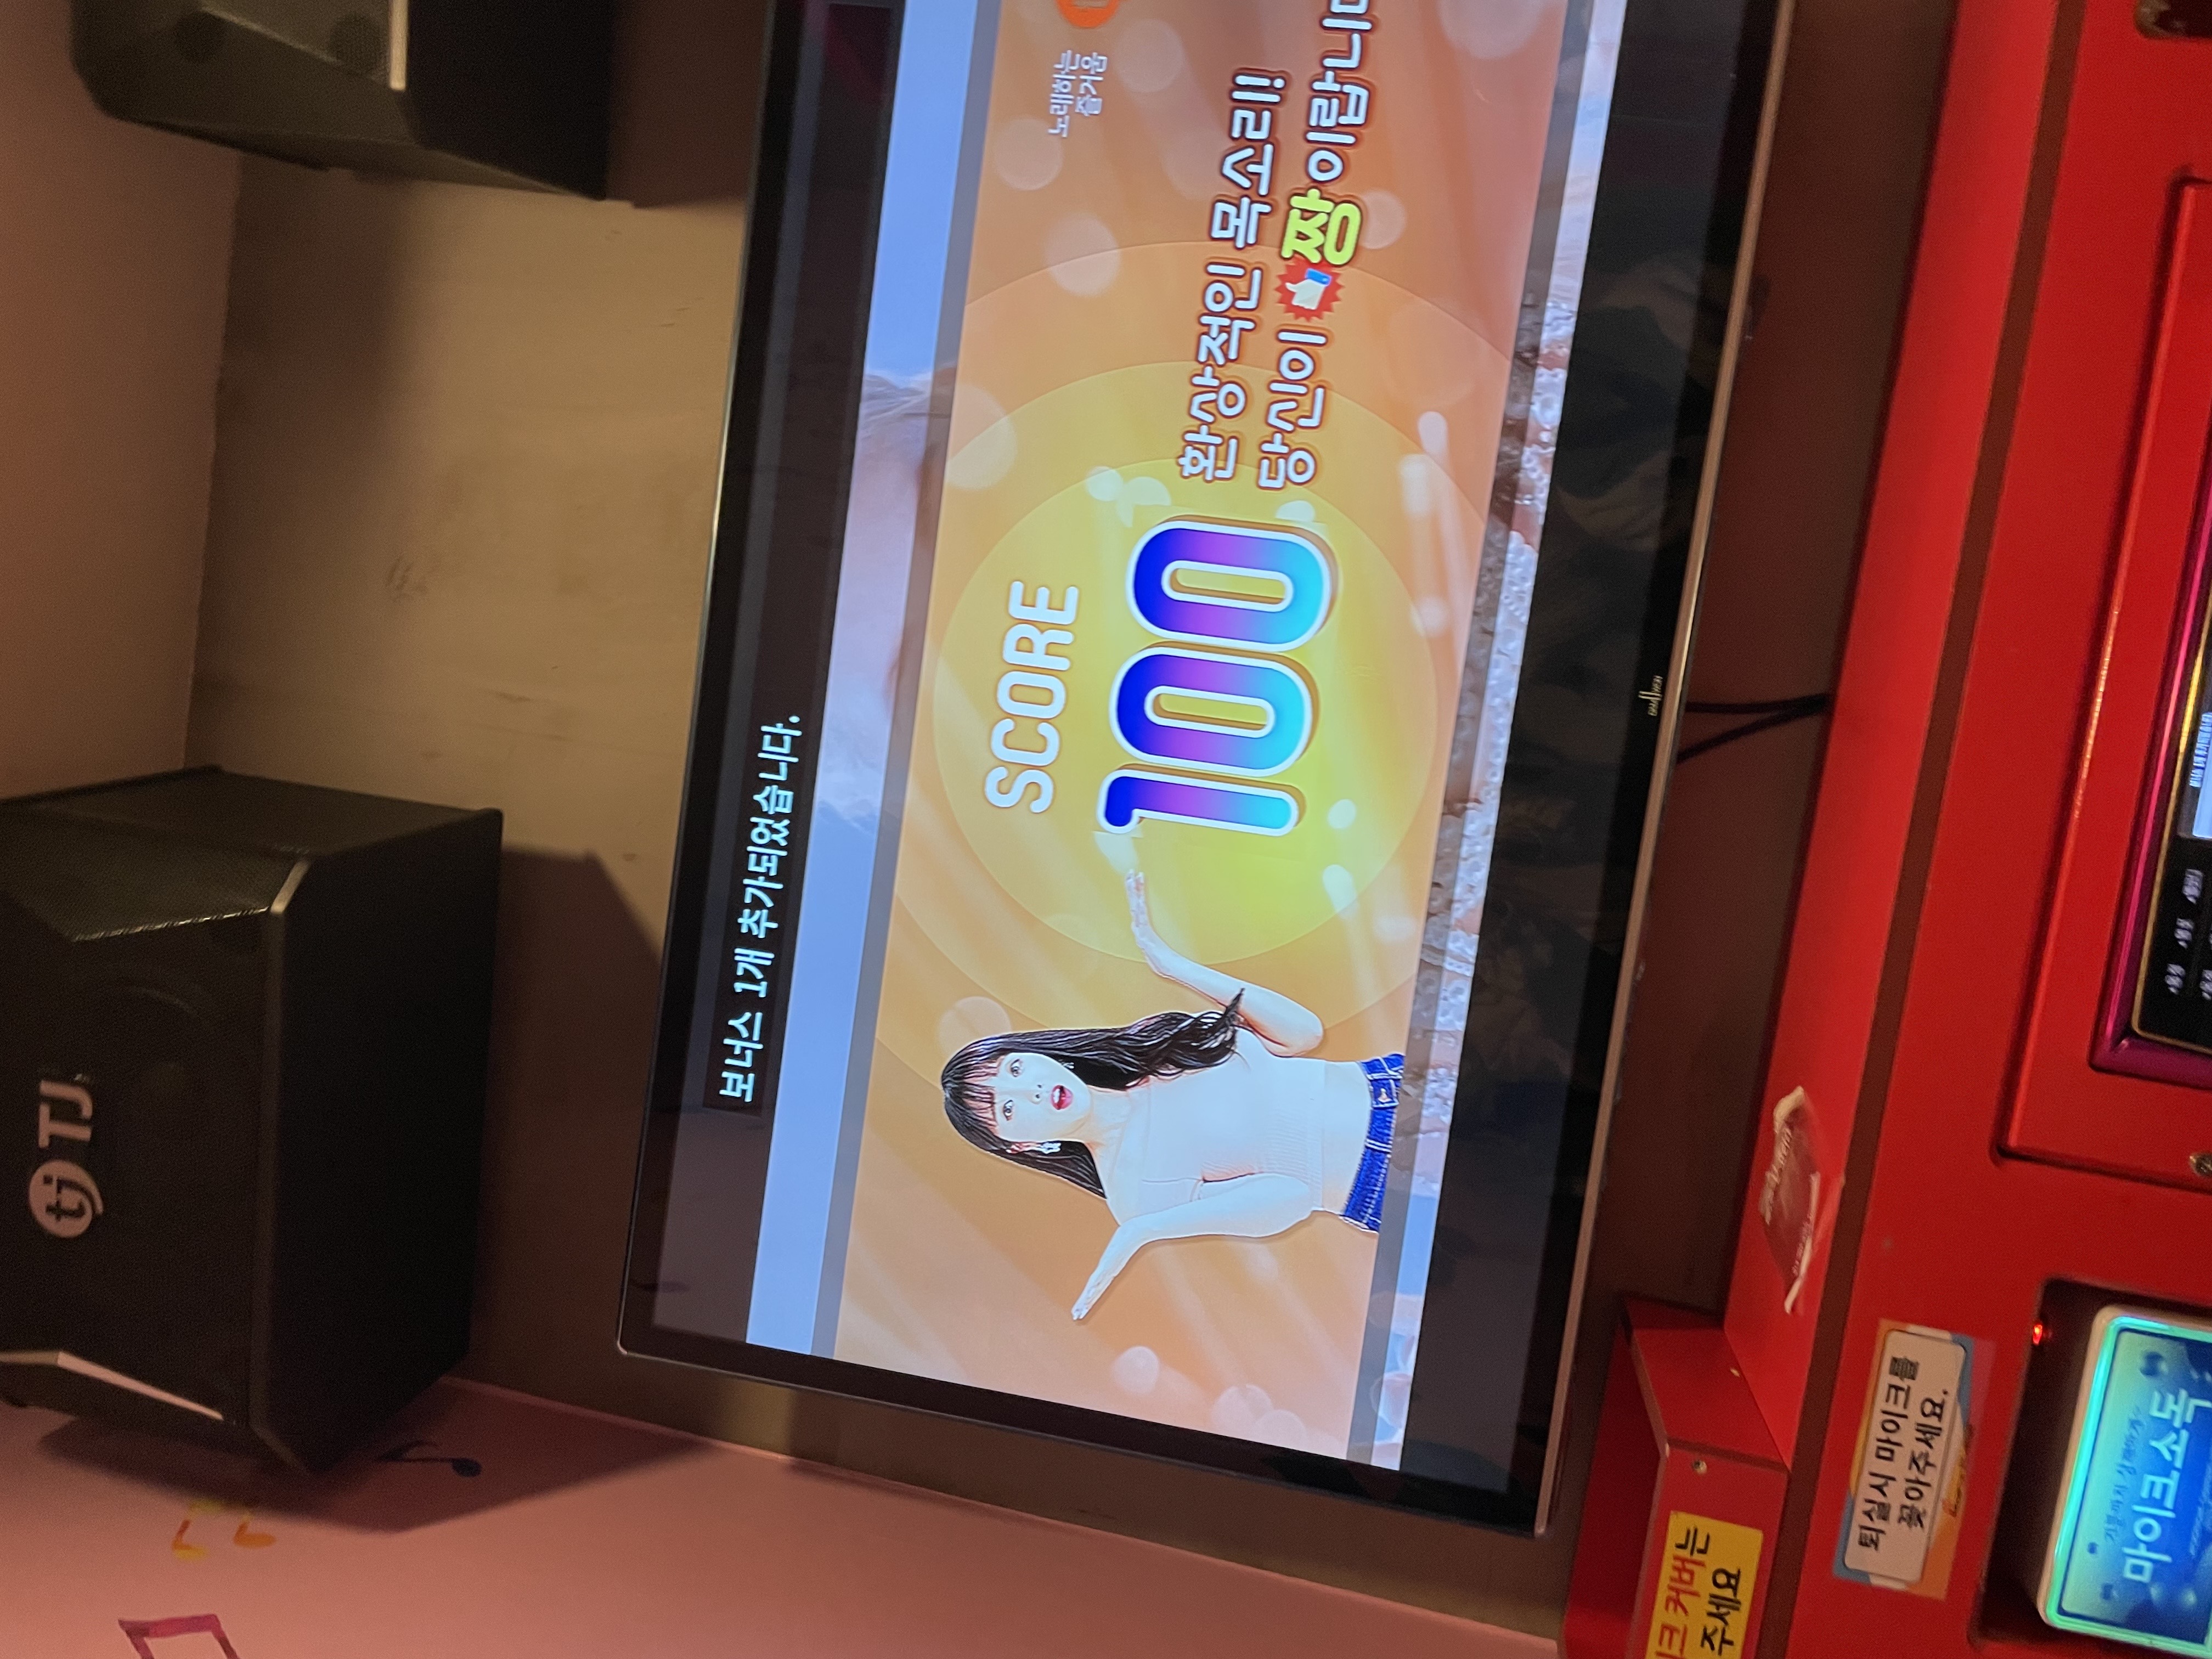 tj TJ
보너스 1개 추가되었습니다.
SCORE
100
노래하는
즐거움
환상적인 목소리!
당신이 짱이랍니
크 커버는
주세요
퇴실시 마이크를
꽂아주세요.
마이크소독